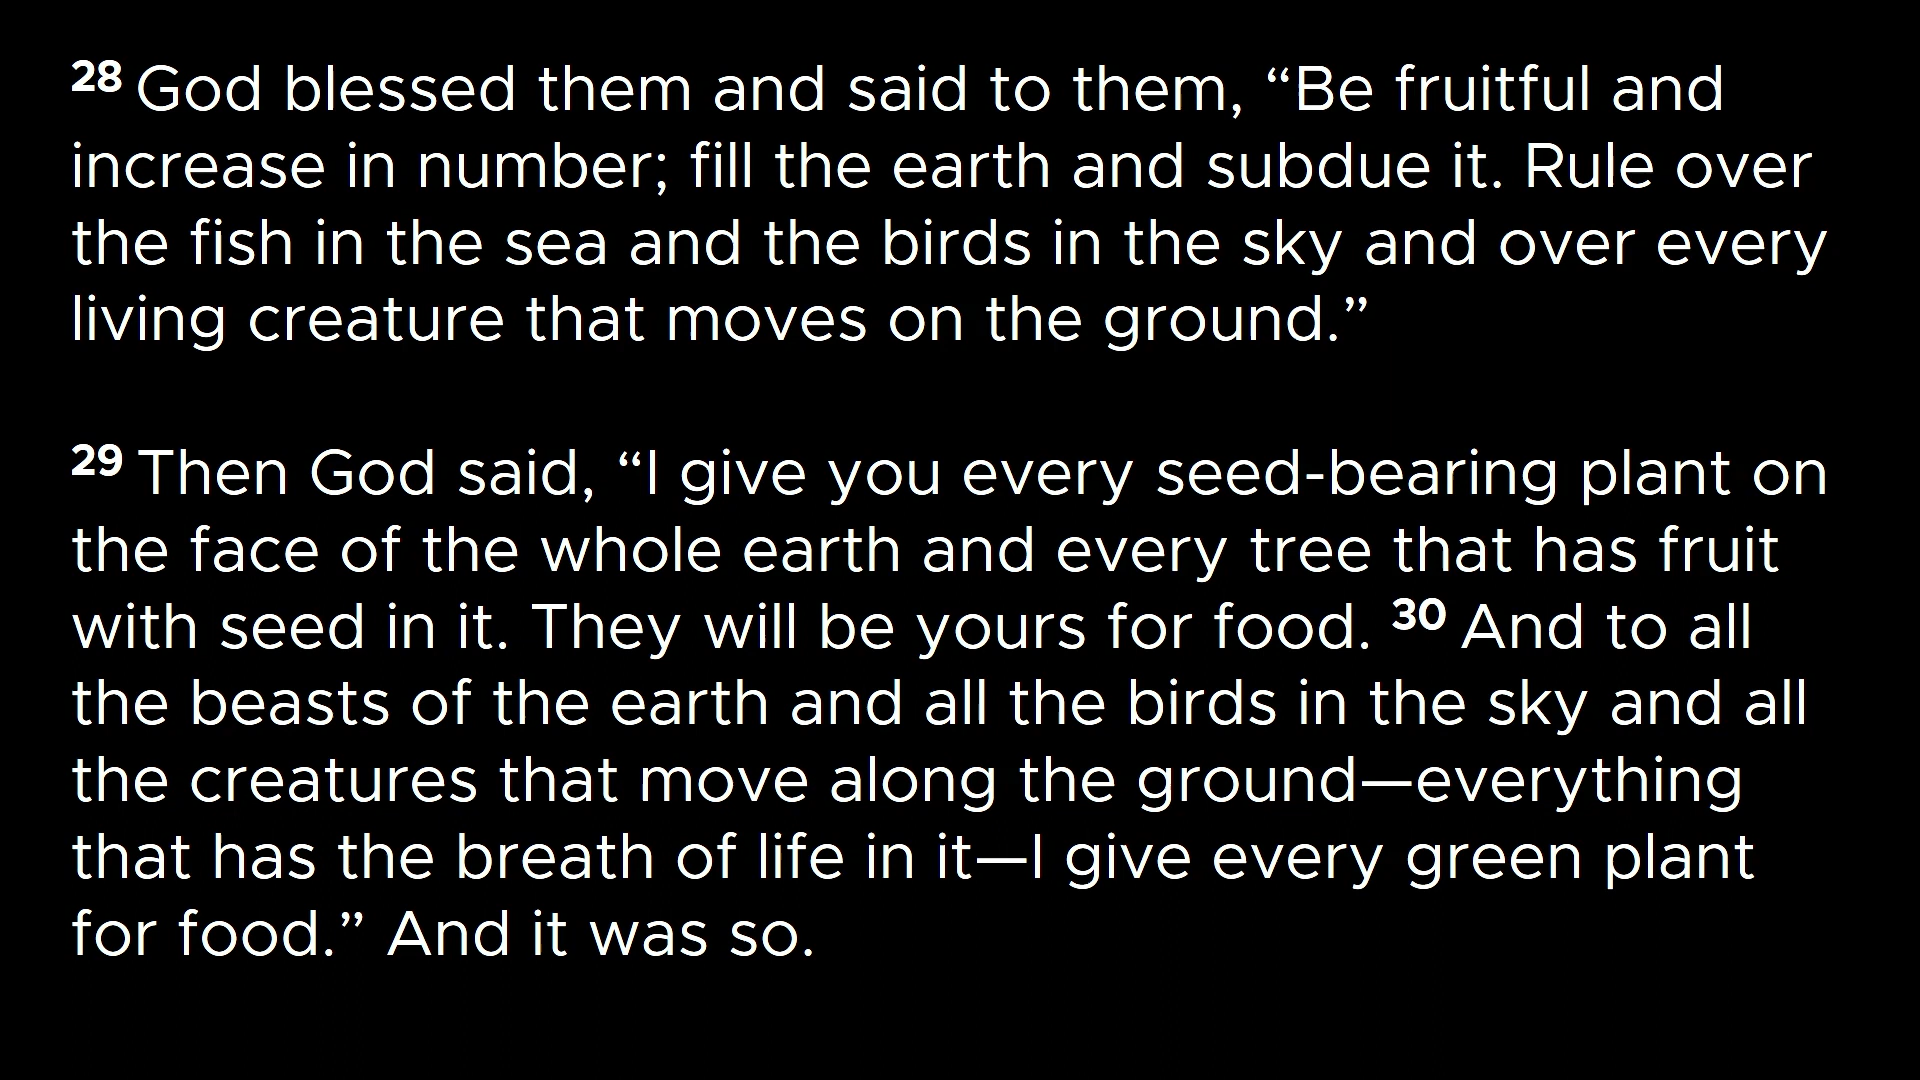 28 God blessed them and said to them, “Be fruitful and
increase in number; fill the earth and subdue it. Rule over
the fish in the sea and the birds in the sky and over every
living creature that moves on the ground.”
29 Then God said, “I give you every seed-bearing plant on
the face of the whole earth and every tree that has fruit
with seed in it. They will be yours for food. 30 And to all
the beasts of the earth and all the birds in the sky and all
the creatures that move along the ground—everything
that has the breath of life in it—I give every green plant
for food.” And it was so.